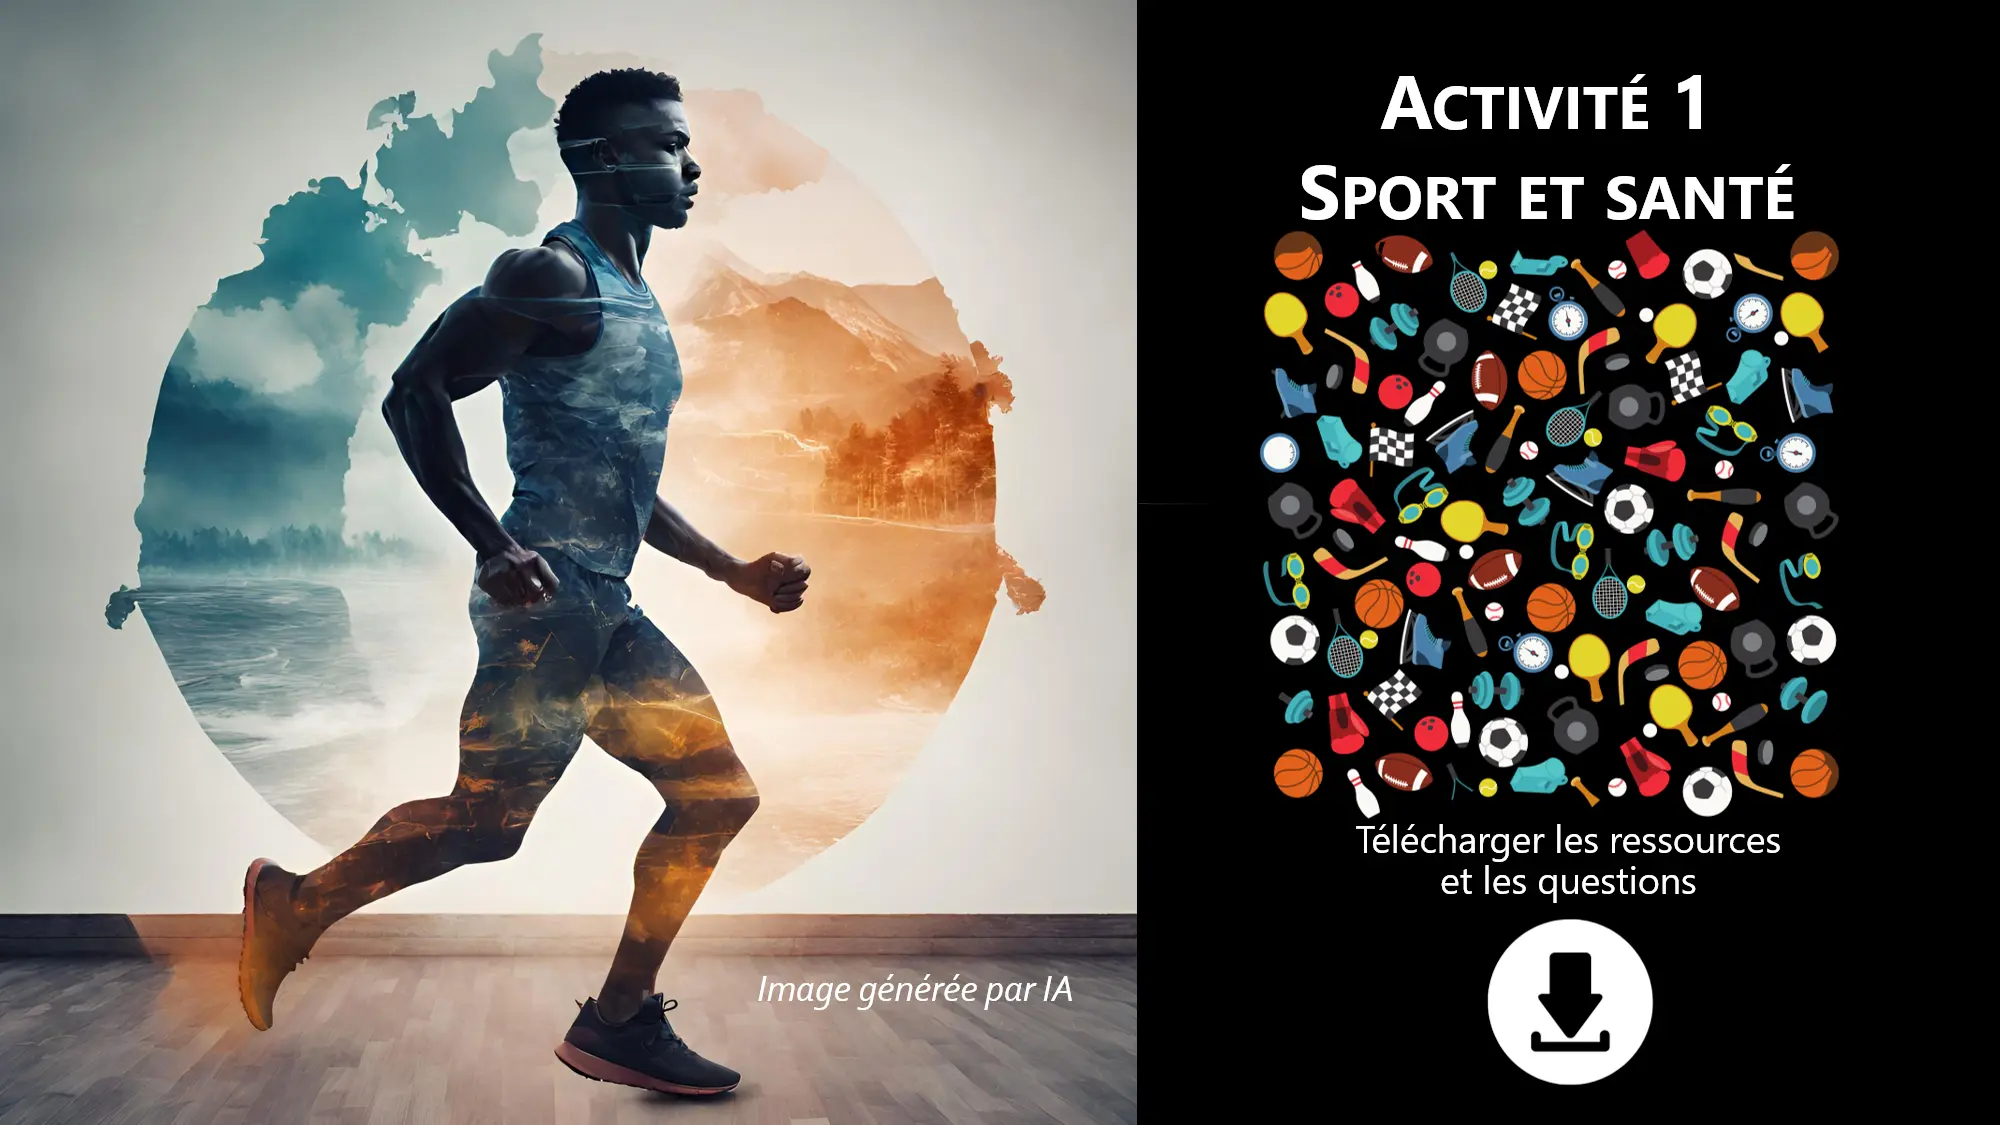 Activité 1
Sport et santé
Télécharger les ressources
et les questions
Image générée par IA